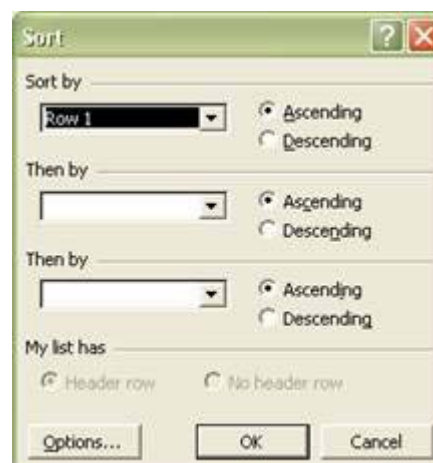 Sort
Sort by
Row 1
Ascending
Descending
Then by
Ascending
Descending
Then by
Ascending
Descending
My list has
Header row No header row
Options... OK Cancel